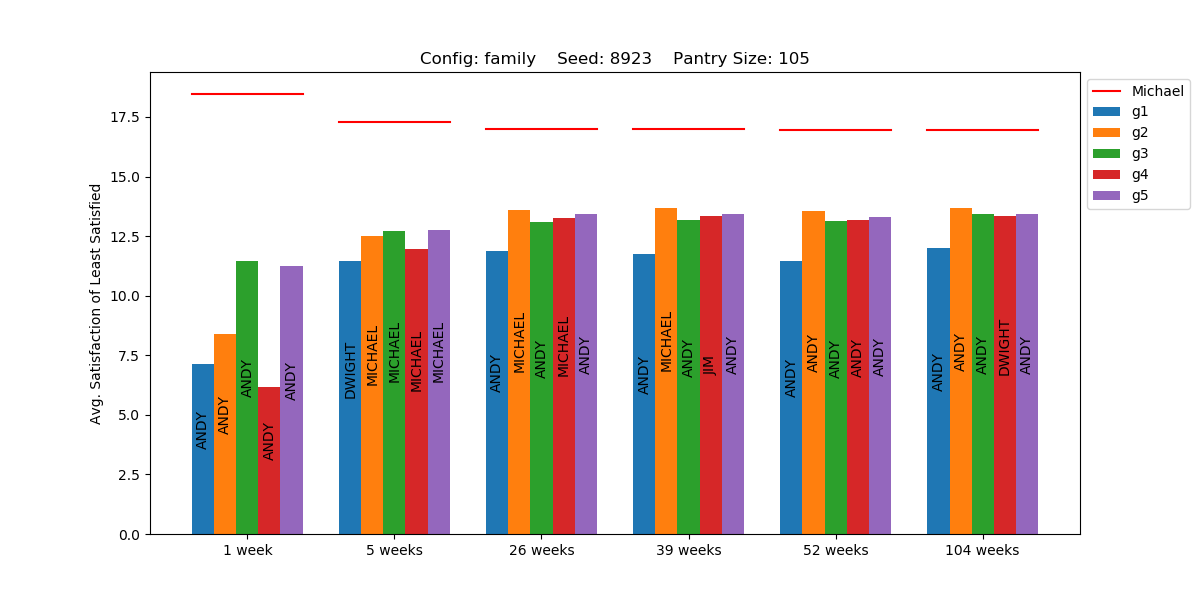 Config: family    Seed: 8923    Pantry Size: 105
Avg. Satisfaction of Least Satisfied
17.5
15.0
12.5
10.0
7.5
5.0
2.5
0.0
ANDY
ANDY
ANDY
ANDY
ANDY
DWIGHT
MICHAEL
MICHAEL
MICHAEL
MICHAEL
ANDY
MICHAEL
ANDY
MICHAEL
ANDY
ANDY
MICHAEL
ANDY
JIM
ANDY
ANDY
ANDY
ANDY
ANDY
ANDY
ANDY
ANDY
ANDY
DWIGHT
ANDY
1 week
5 weeks
26 weeks
39 weeks
52 weeks
104 weeks
Michael
g1
g2
g3
g4
g5